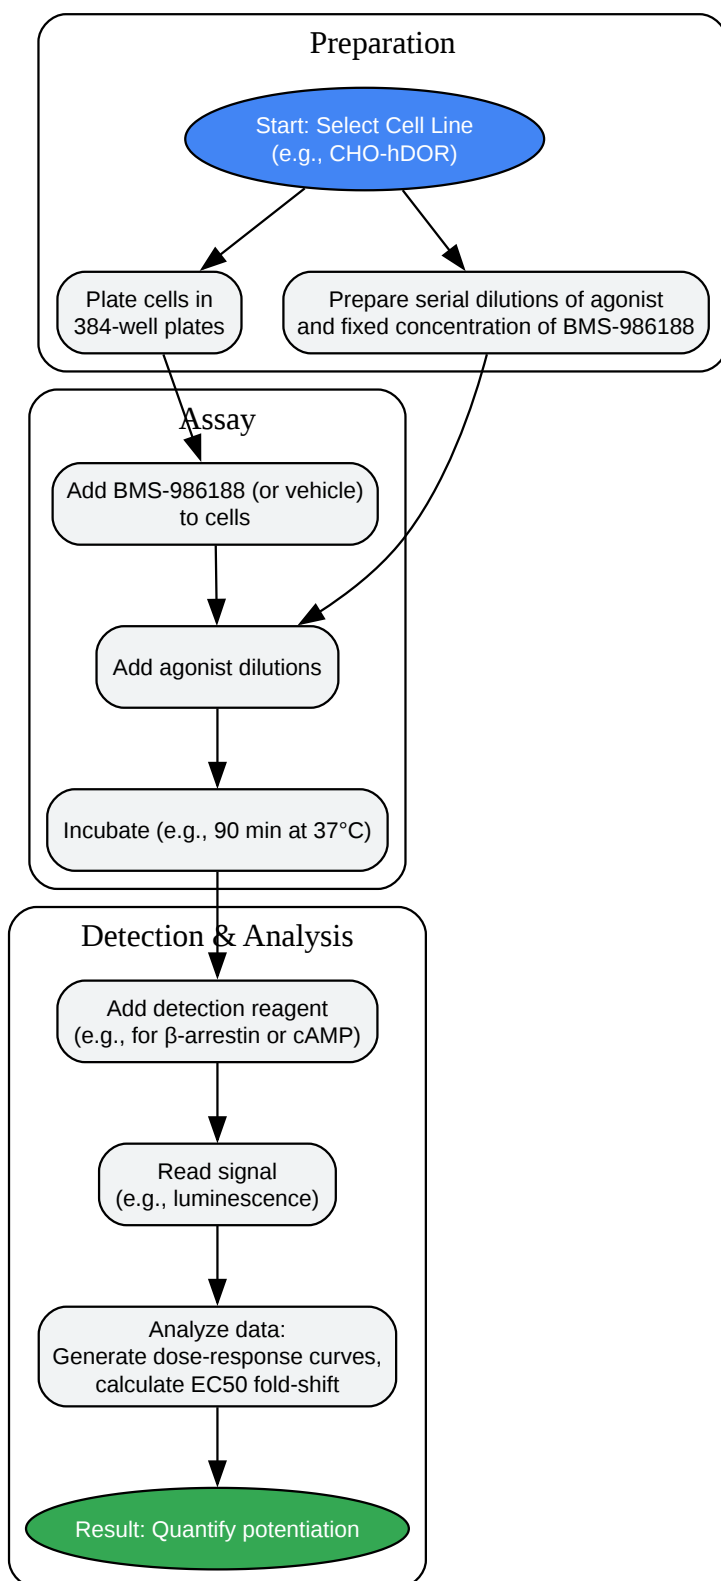 Preparation
Start: Select Cell Line
(e.g., CHO-hDOR)
Plate cells in
384-well plates
Prepare serial dilutions of agonist
and fixed concentration of BMS-986188
Assay
Add BMS-986188 (or vehicle)
to cells
Add agonist dilutions
Incubate (e.g., 90 min at 37°C)
Detection & Analysis
Add detection reagent
(e.g., for β-arrestin or cAMP)
Read signal
(e.g., luminescence)
Analyze data:
Generate dose-response curves,
calculate EC50 fold-shift
Result: Quantify potentiation